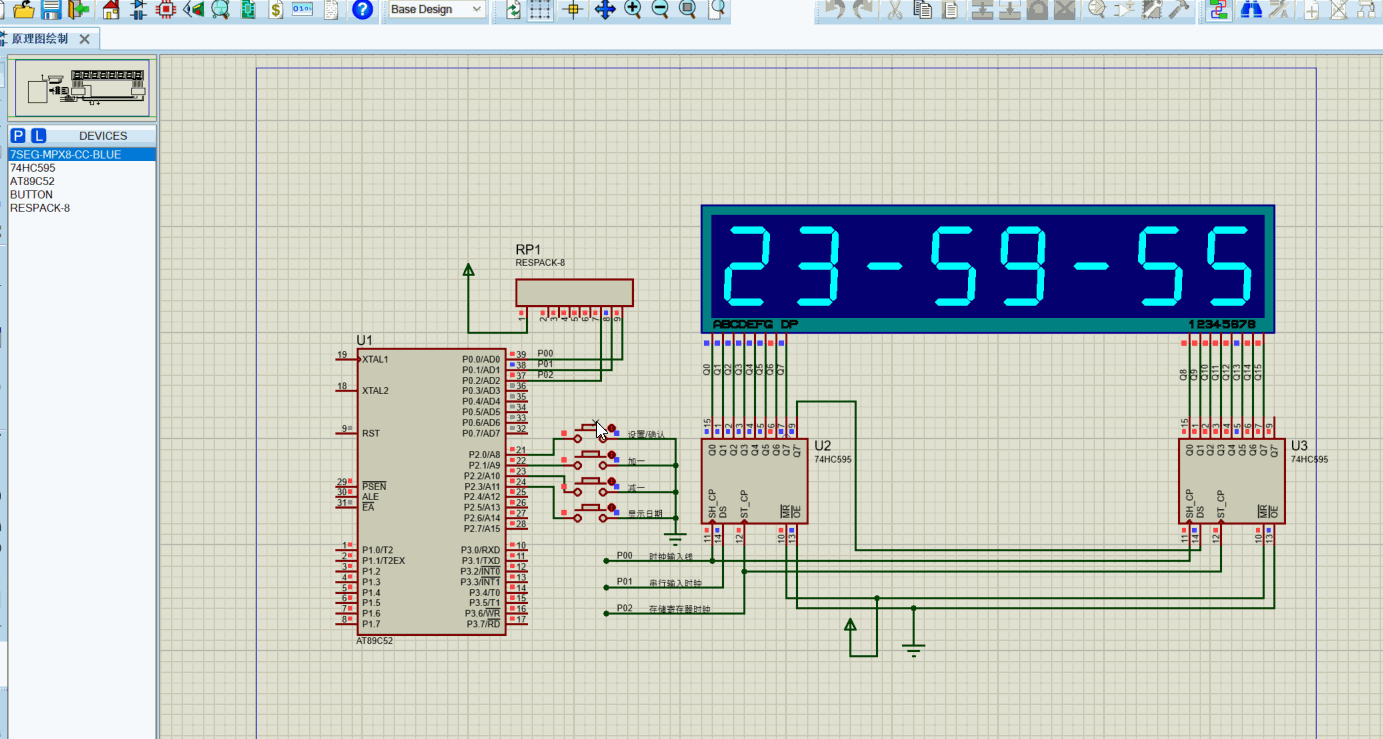 Base Design
原理图绘制
P L DEVICES
7SEG-MPX8-CC-BLUE
74HC595
AT89C52
BUTTON
RESPACK-8
23-59-55
ABCDEFG DP
12345678
RP1
RESPACK-8
1 2 3 4 5 6 7 8 9
U1
19 XTAL1
18 XTAL2
9 RST
29 PSEN
30 ALE
31 EA
1 P1.0/T2
2 P1.1/T2EX
3 P1.2
4 P1.3
5 P1.4
6 P1.5
7 P1.6
8 P1.7
P0.0/AD0 39 P00
P0.1/AD1 38 P01
P0.2/AD2 37 P02
P0.3/AD3 36
P0.4/AD4 35
P0.5/AD5 34
P0.6/AD6 33
P0.7/AD7 32
P2.0/A8 21
P2.1/A9 22
P2.2/A10 23
P2.3/A11 24
P2.4/A12 25
P2.5/A13 26
P2.6/A14 27
P2.7/A15 28
P3.0/RXD 10
P3.1/TXD 11
P3.2/INT0 12
P3.3/INT1 13
P3.4/T0 14
P3.5/T1 15
P3.6/WR 16
P3.7/RD 17
AT89C52
设置/确认
加一
减一
显示日期
P00 时钟输入线
P01 串行输入时钟
P02 存储寄存器时钟
Q0 Q1 Q2 Q3 Q4 Q5 Q6 Q7
15 1 2 3 4 5 6 7 9
Q0 Q1 Q2 Q3 Q4 Q5 Q6 Q7 Q7'
U2
74HC595
SH_CP DS ST_CP MR OE
11 14 12 10 13
Q8 Q9 Q10 Q11 Q12 Q13 Q14 Q15
15 1 2 3 4 5 6 7 9
Q0 Q1 Q2 Q3 Q4 Q5 Q6 Q7 Q7'
U3
74HC595
SH_CP DS ST_CP MR OE
11 14 12 10 13